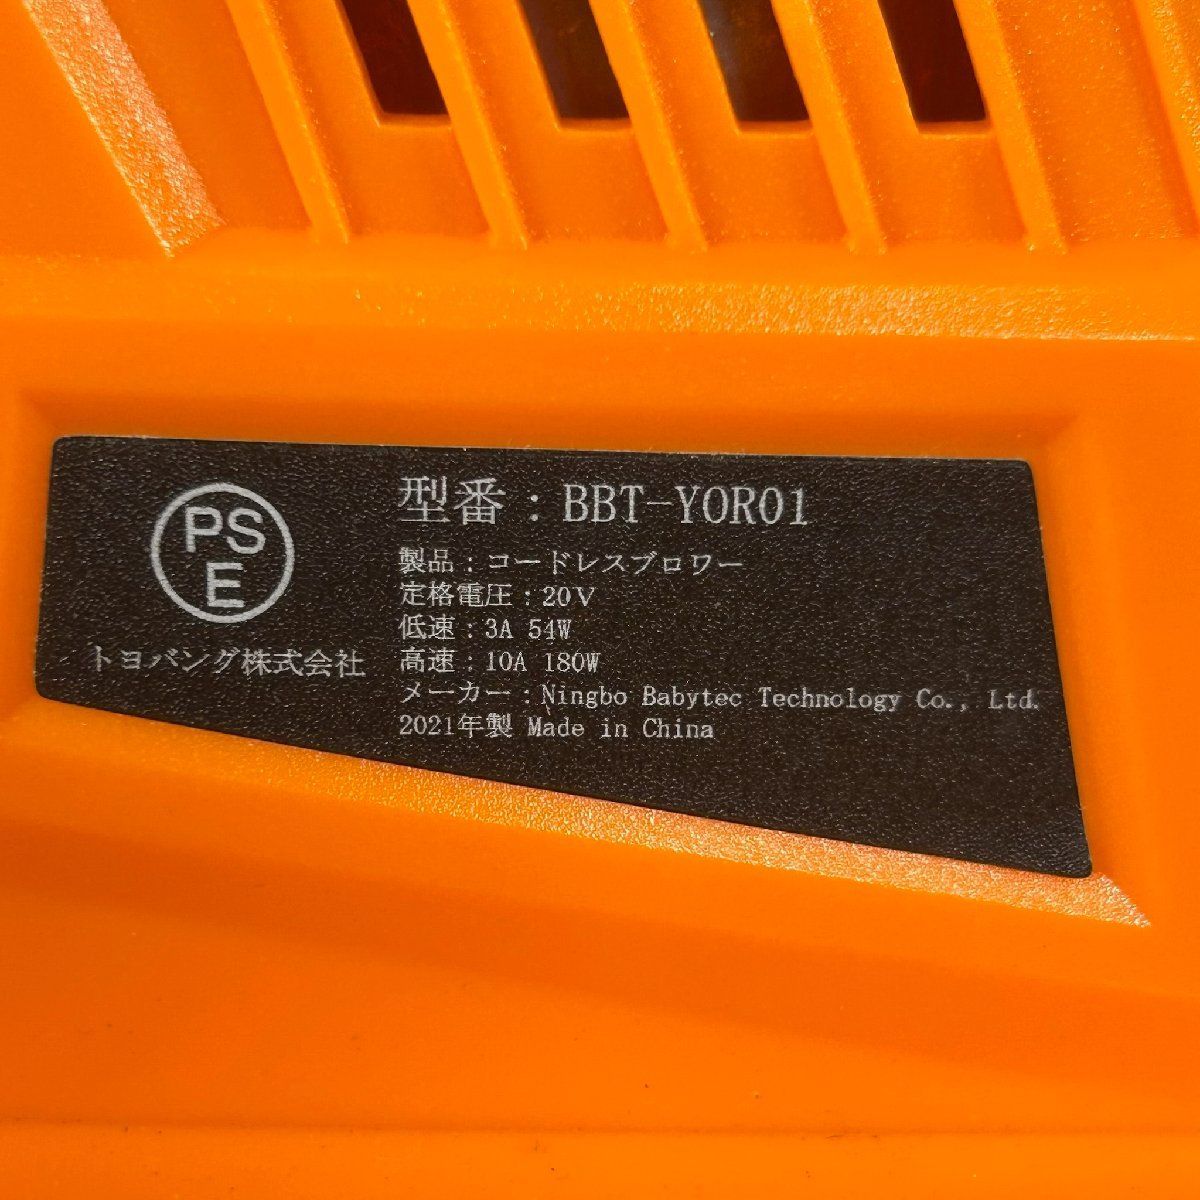 PS
E
トヨバング株式会社
型番：BBT-YOR01
製品：コードレスブロワー
定格電圧：20V
低速：3A 54W
高速：10A 180W
メーカー：Ningbo Babytec Technology Co., Ltd.
2021年製 Made in China